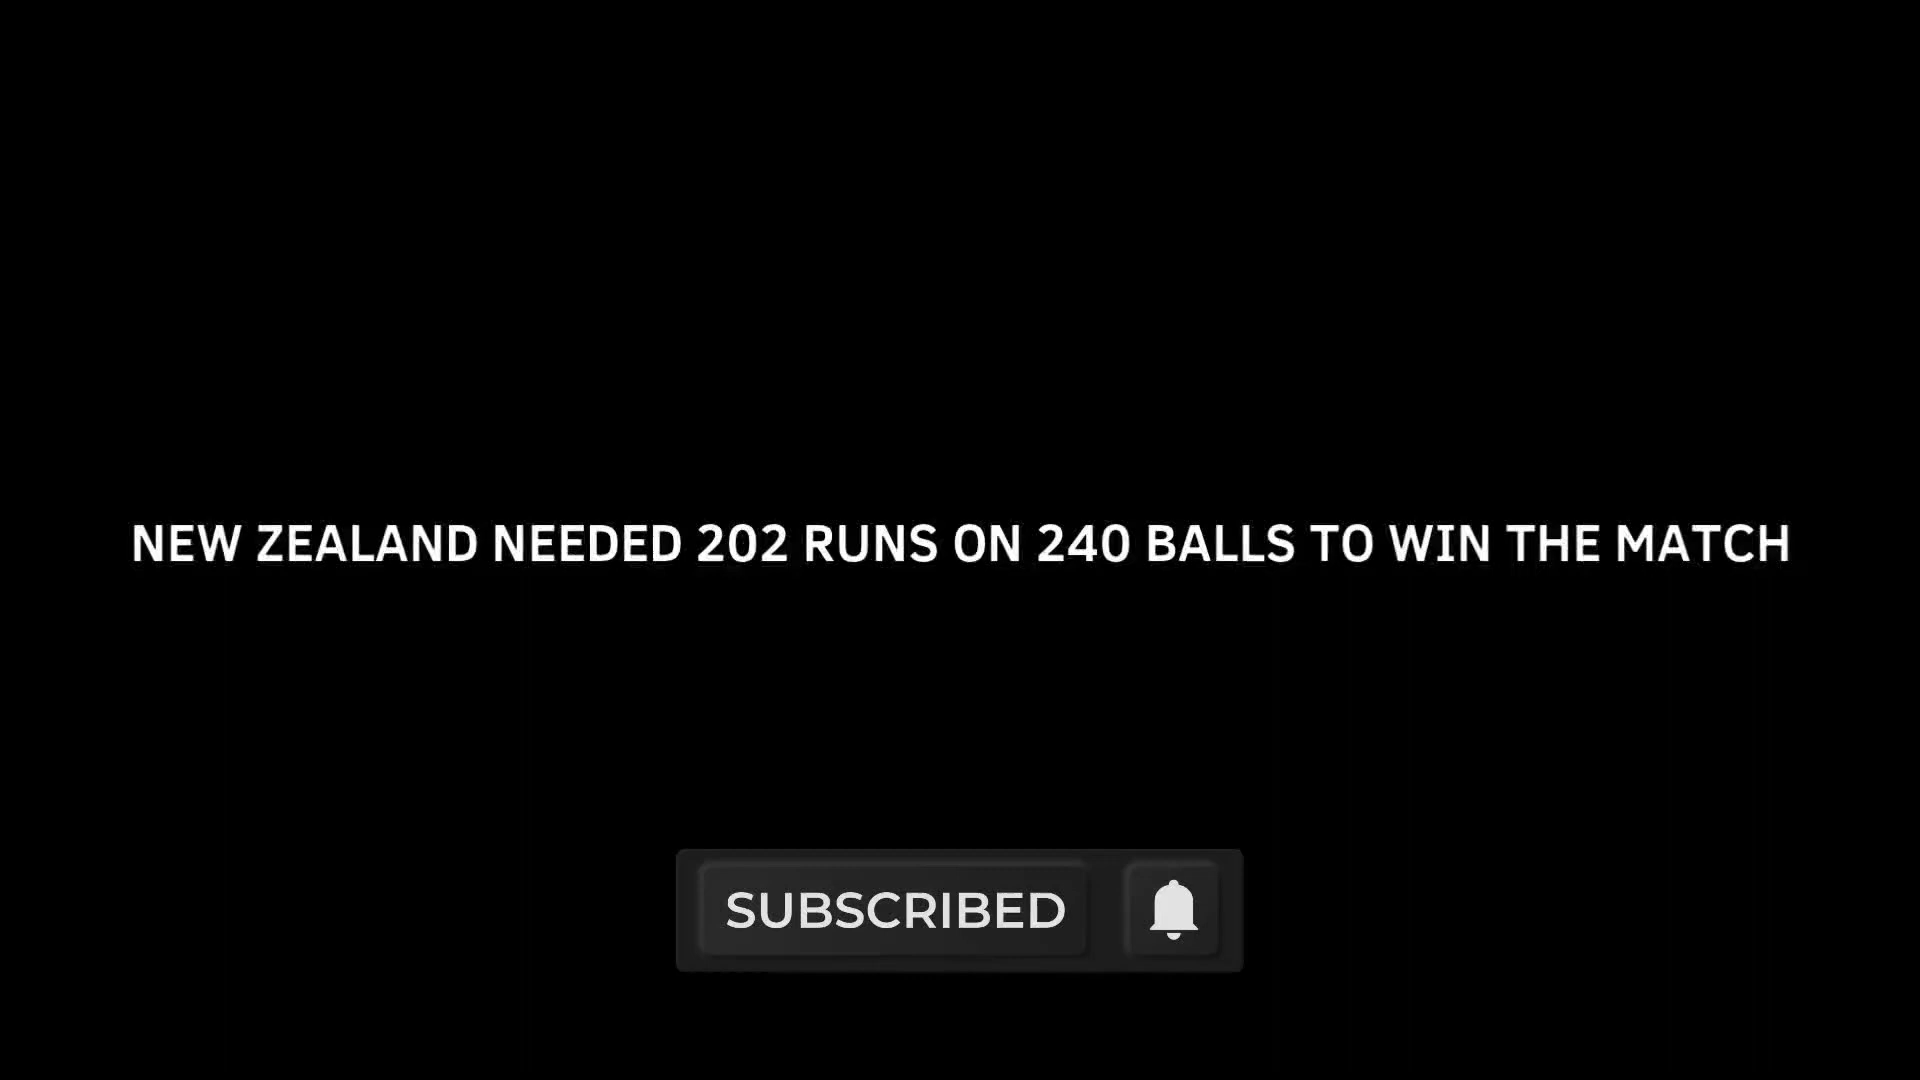 NEW ZEALAND NEEDED 202 RUNS ON 240 BALLS TO WIN THE MATCH
SUBSCRIBED